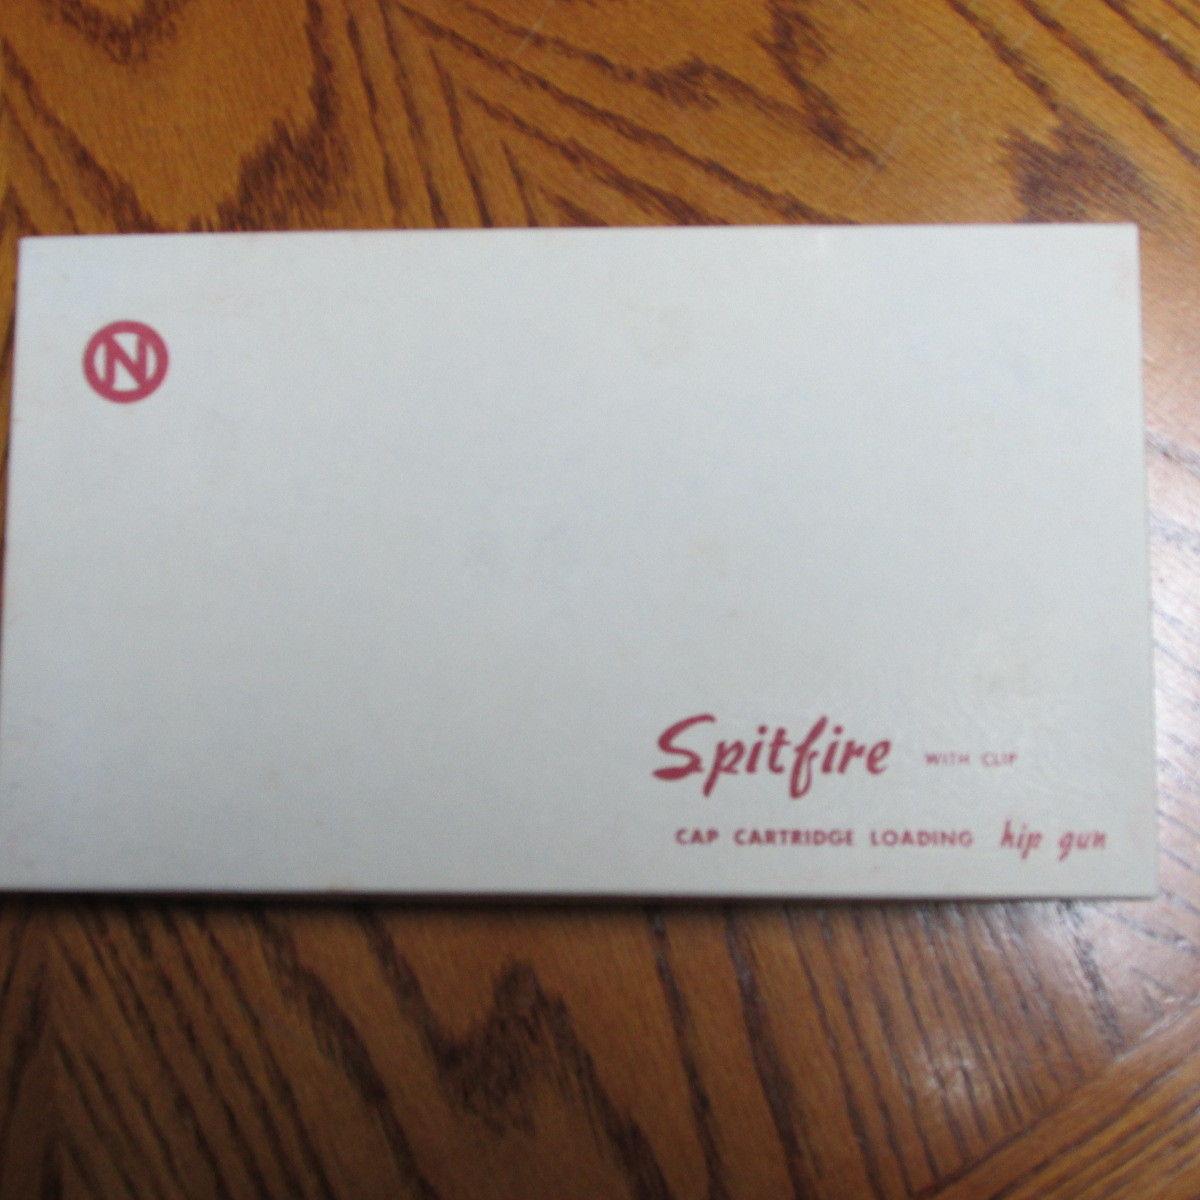 N
Spitfire WITH CLIP
CAP CARTRIDGE LOADING hip gun